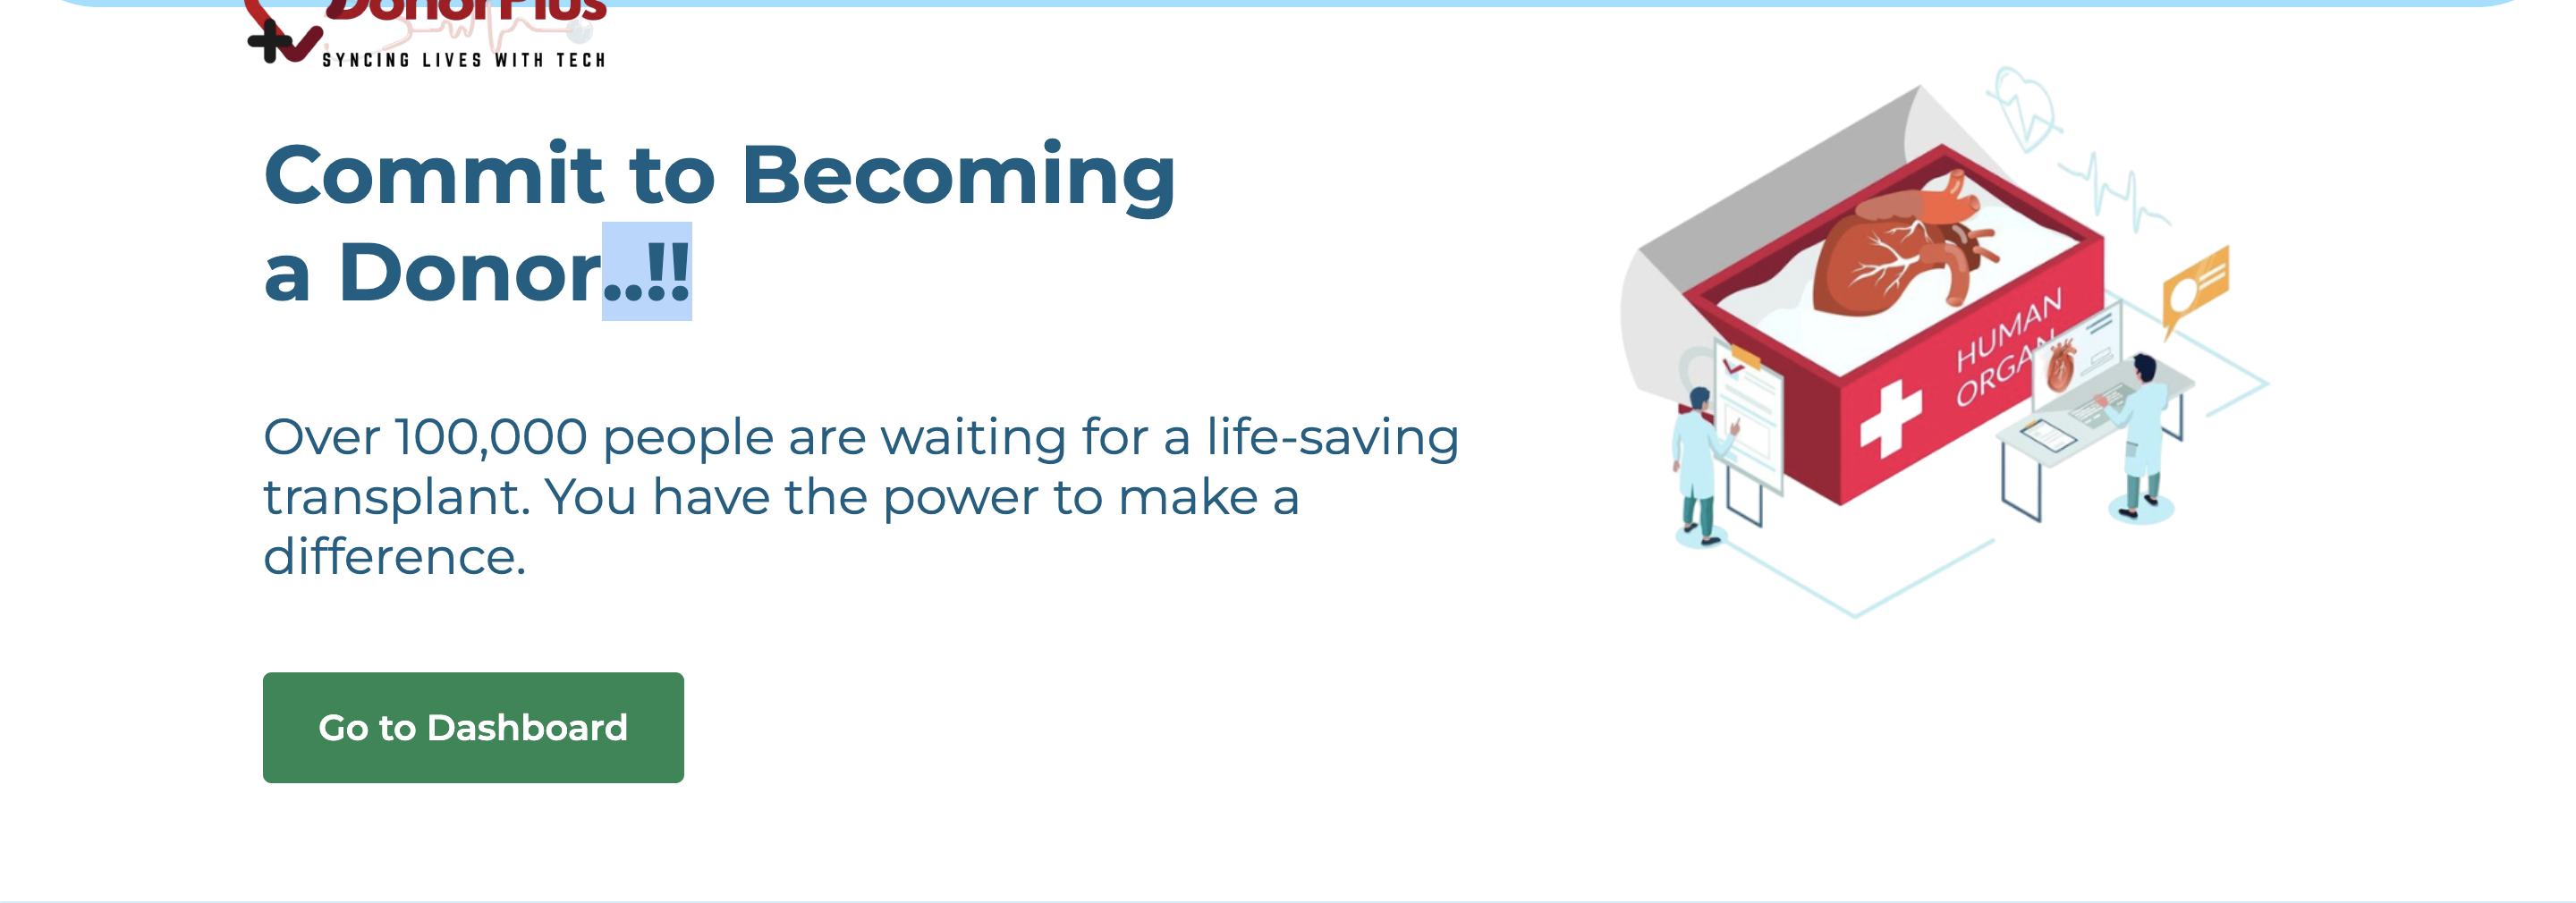 DonorPlus
SYNCING LIVES WITH TECH
Commit to Becoming
a Donor..!!
Over 100,000 people are waiting for a life-saving
transplant. You have the power to make a
difference.
HUMAN
ORGAN
Go to Dashboard